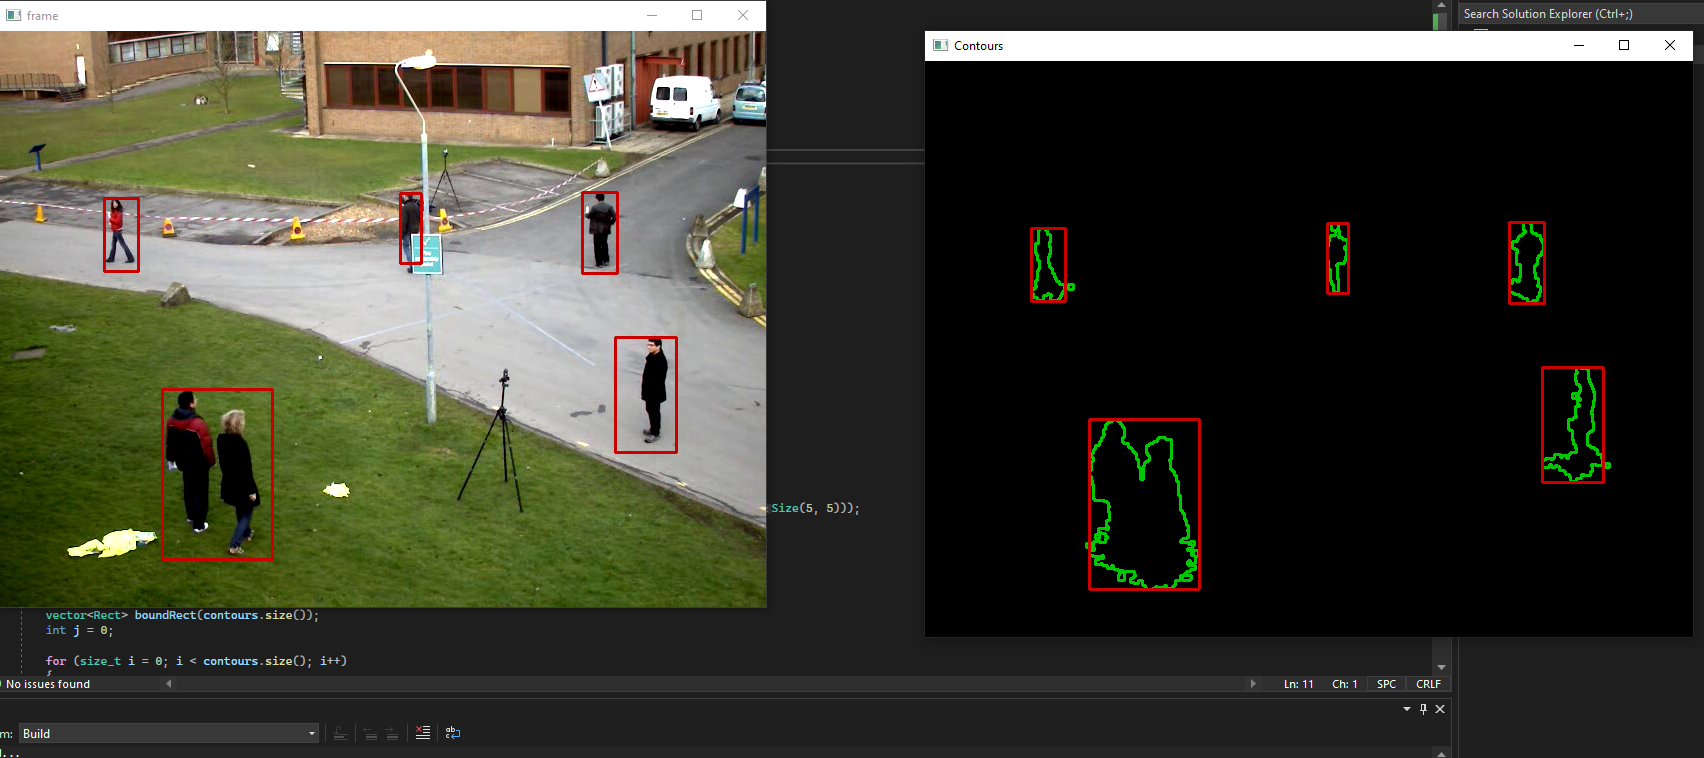 frame
Search Solution Explorer (Ctrl+;)
Contours
Size(5, 5)));
vector<Rect> boundRect(contours.size());
int j = 0;
for (size_t i = 0; i < contours.size(); i++)
{
No issues found
Ln: 11 Ch: 1 SPC CRLF
m: Build